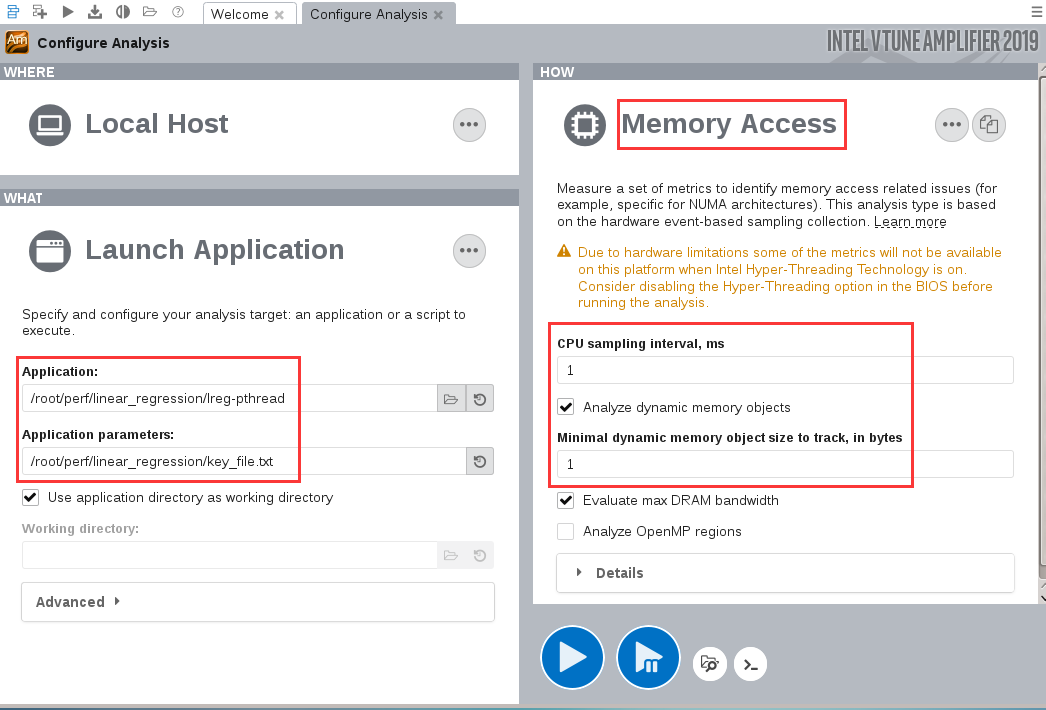 Welcome
Configure Analysis
Configure Analysis
INTEL VTUNE AMPLIFIER 2019
WHERE
Local Host
WHAT
Launch Application
Specify and configure your analysis target: an application or a script to
execute.
Application:
/root/perf/linear_regression/lreg-pthread
Application parameters:
/root/perf/linear_regression/key_file.txt
Use application directory as working directory
Working directory:
Advanced
HOW
Memory Access
Measure a set of metrics to identify memory access related issues (for
example, specific for NUMA architectures). This analysis type is based
on the hardware event-based sampling collection. Learn more
Due to hardware limitations some of the metrics will not be available
on this platform when Intel Hyper-Threading Technology is on.
Consider disabling the Hyper-Threading option in the BIOS before
running the analysis.
CPU sampling interval, ms
1
Analyze dynamic memory objects
Minimal dynamic memory object size to track, in bytes
1
Evaluate max DRAM bandwidth
Analyze OpenMP regions
Details